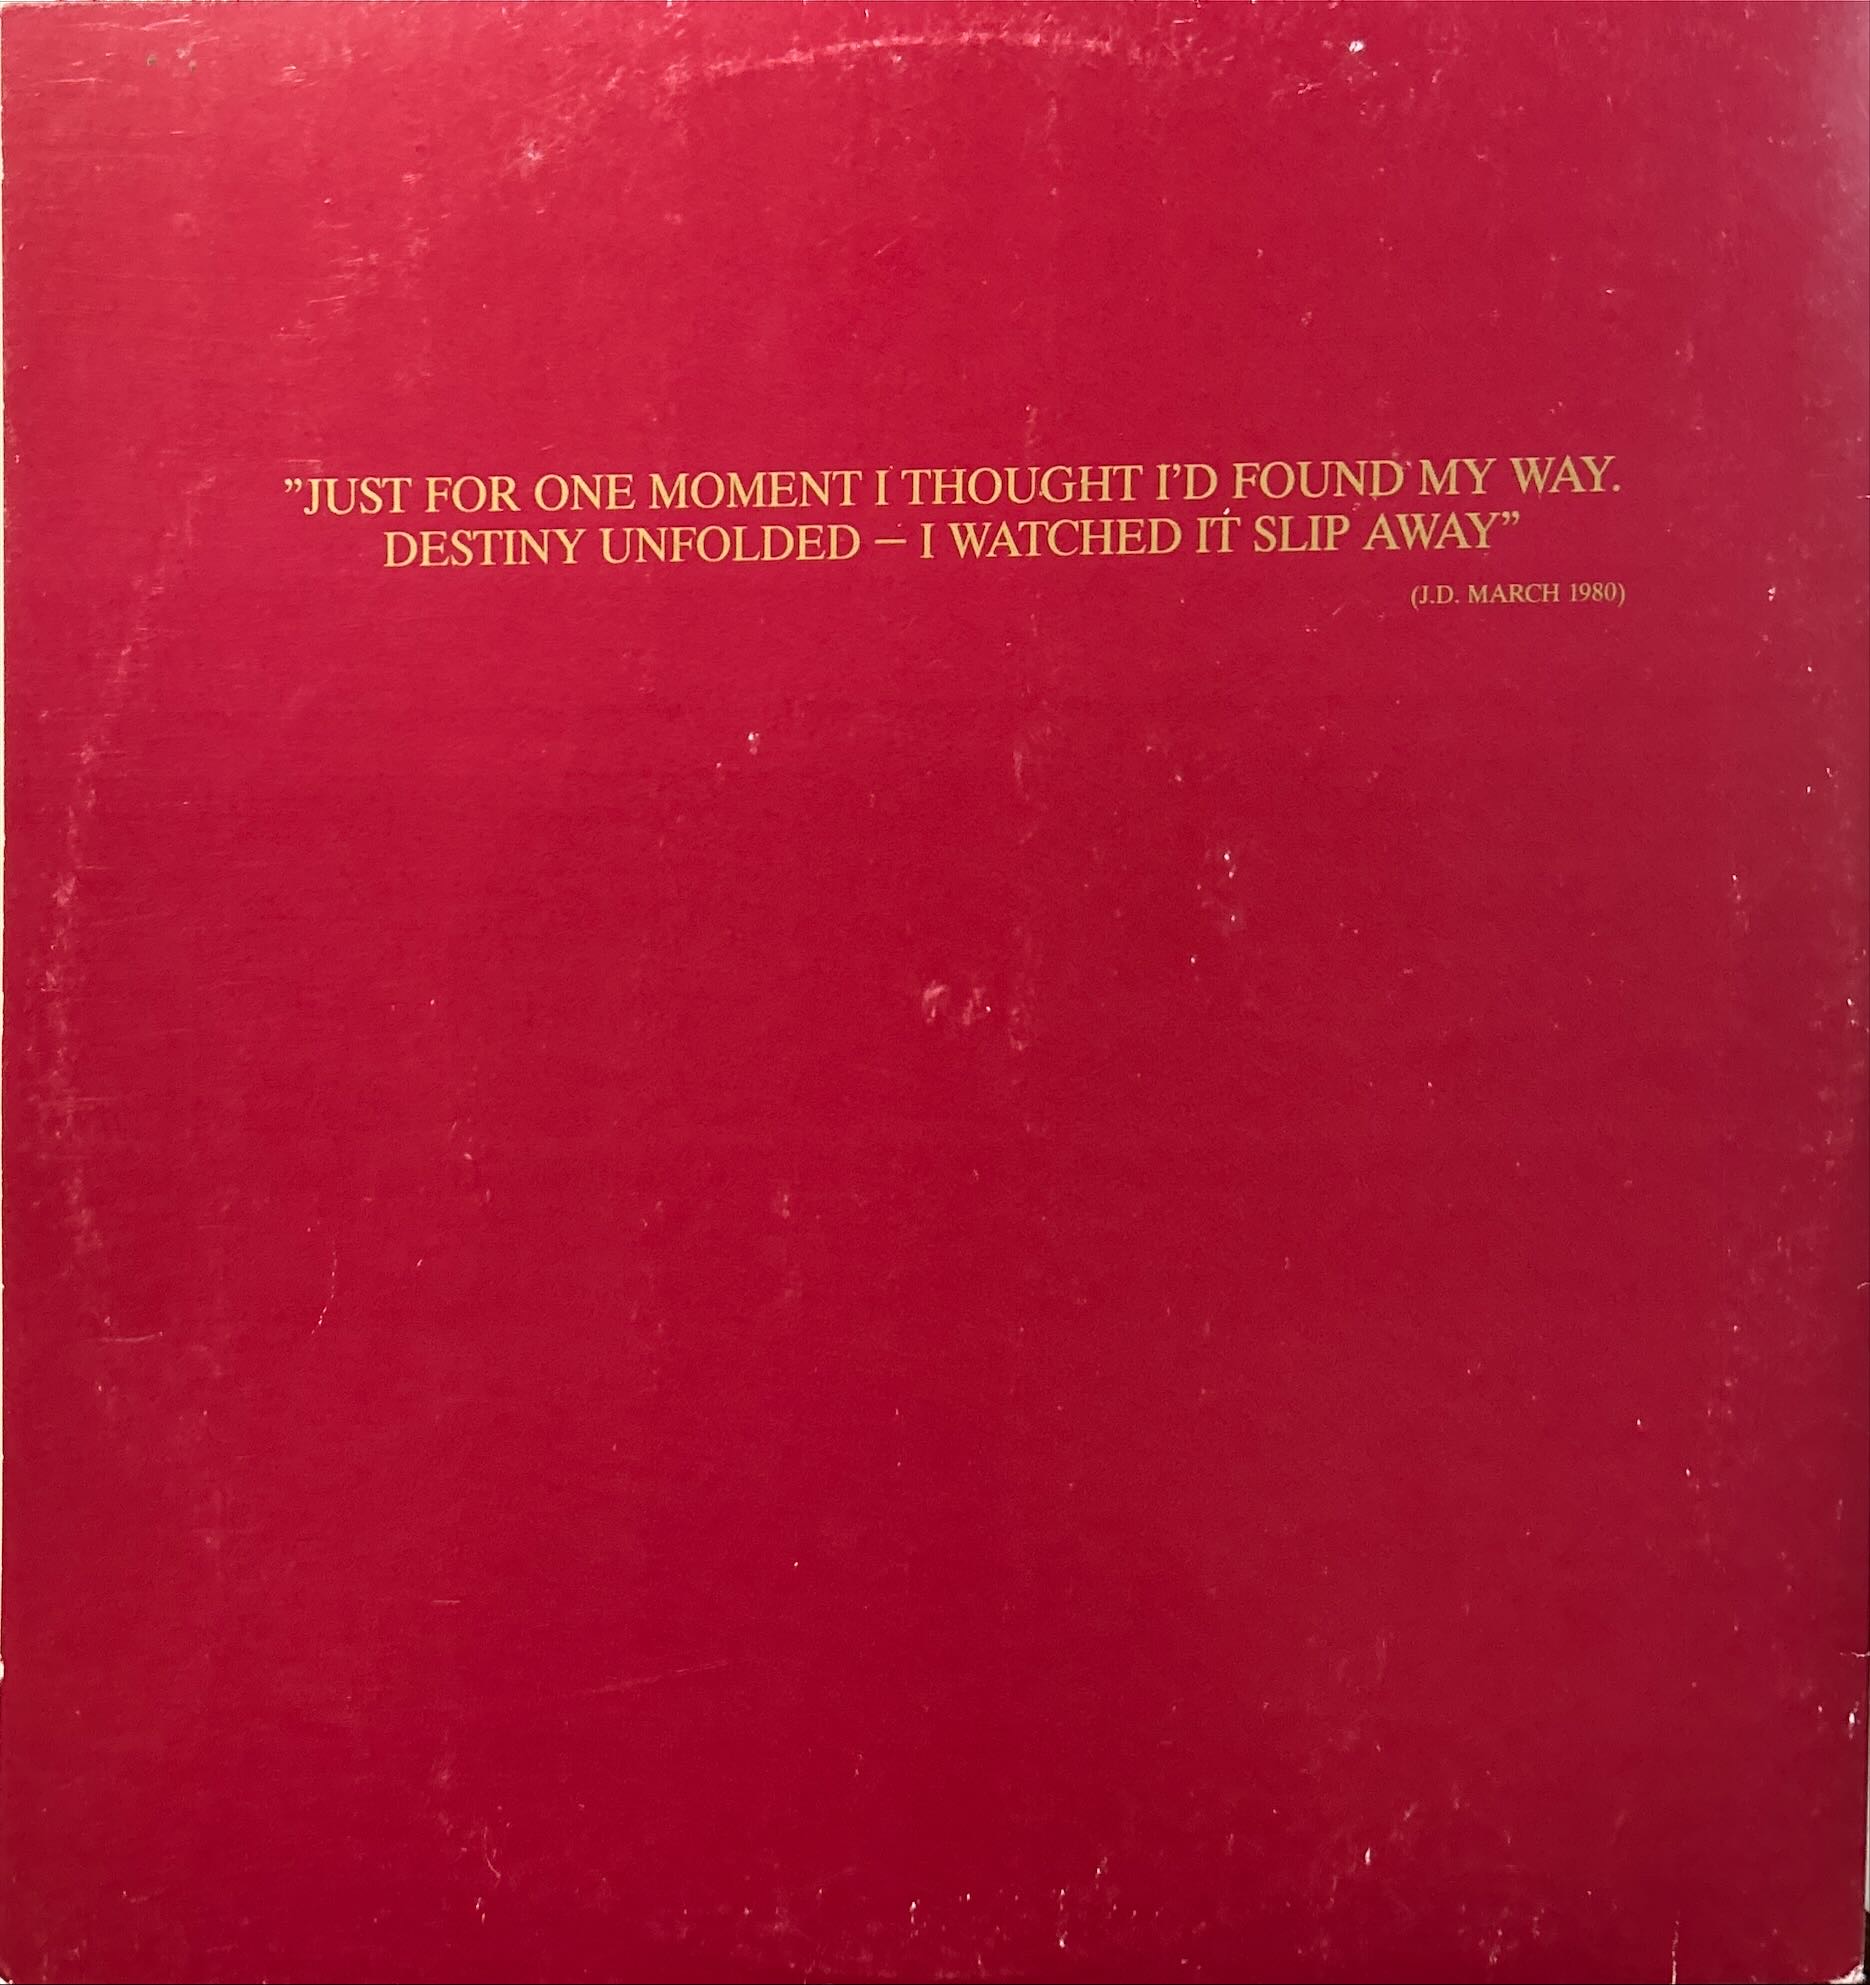 ”JUST FOR ONE MOMENT I THOUGHT I’D FOUND MY WAY.
DESTINY UNFOLDED – I WATCHED IT SLIP AWAY”
(J.D. MARCH 1980)